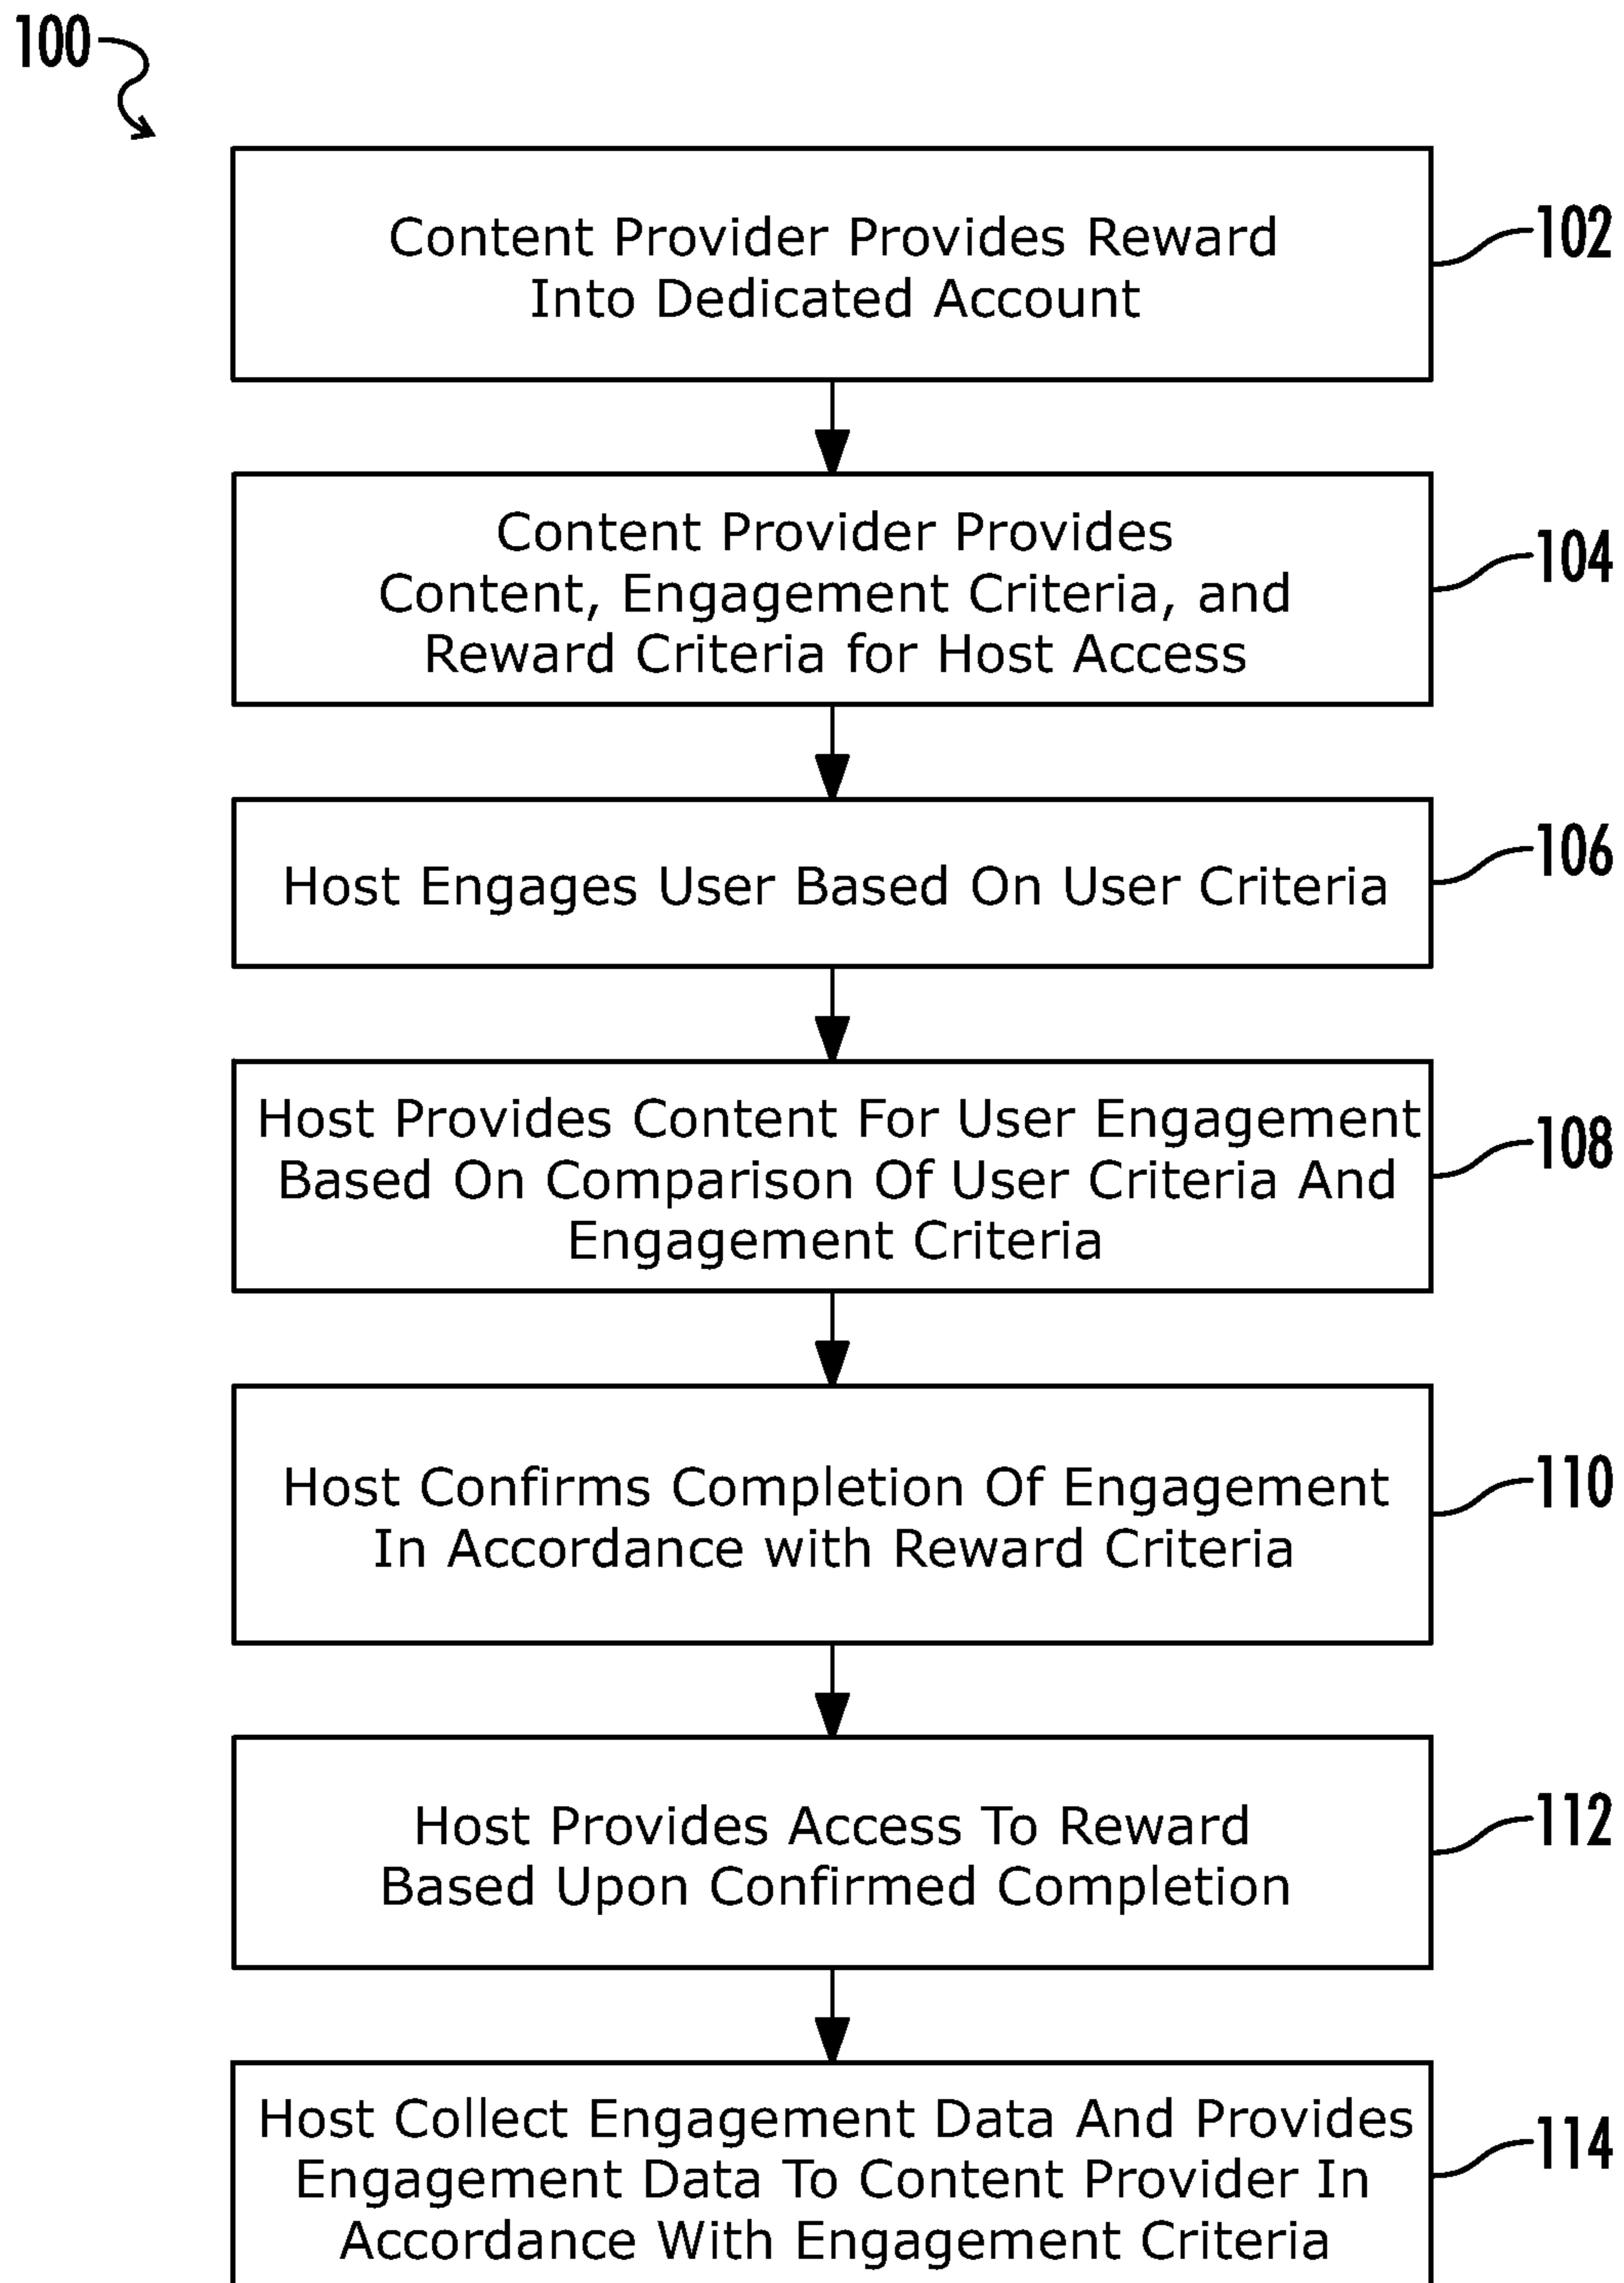 100
Content Provider Provides Reward
Into Dedicated Account
102
Content Provider Provides
Content, Engagement Criteria, and
Reward Criteria for Host Access
104
Host Engages User Based On User Criteria
106
Host Provides Content For User Engagement
Based On Comparison Of User Criteria And
Engagement Criteria
108
Host Confirms Completion Of Engagement
In Accordance with Reward Criteria
110
Host Provides Access To Reward
Based Upon Confirmed Completion
112
Host Collect Engagement Data And Provides
Engagement Data To Content Provider In
Accordance With Engagement Criteria
114